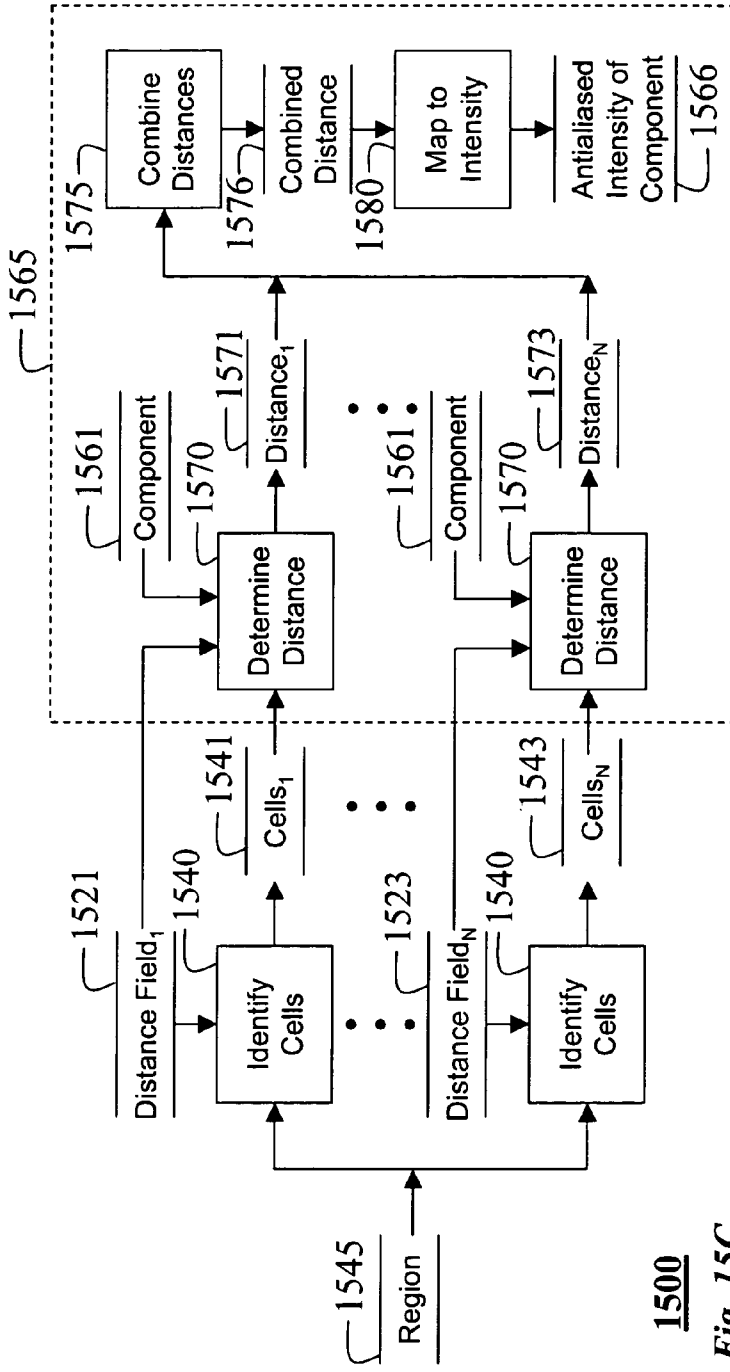 1565
1575
Combine
Distances
1576
Combined
Distance
1580
Map to
Intensity
Antialiased
Intensity of
Component
1566
1561
Component
1570
Determine
Distance
1571
Distance1
1561
Component
1570
Determine
Distance
1573
DistanceN
1521
Distance Field1
1540
Identify
Cells
1541
Cells1
1523
Distance FieldN
1540
Identify
Cells
1543
CellsN
1545
Region
1500
Fig. 15C